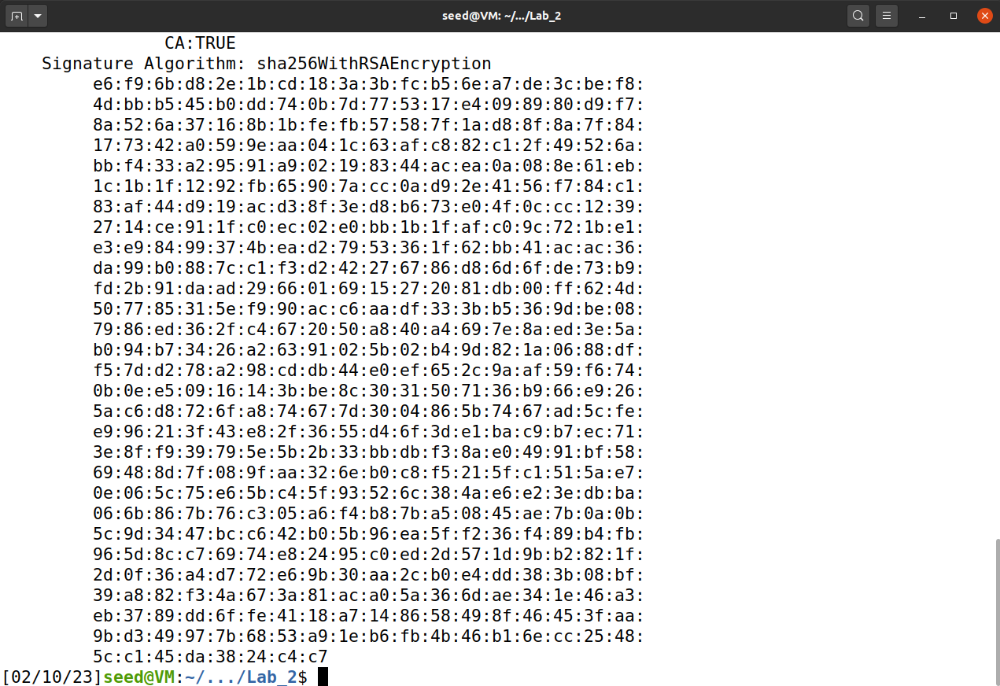 seed@VM: ~/.../Lab_2
CA:TRUE
Signature Algorithm: sha256WithRSAEncryption
e6:f9:6b:d8:2e:1b:cd:18:3a:3b:fc:b5:6e:a7:de:3c:be:f8:
4d:bb:b5:45:b0:dd:74:0b:7d:77:53:17:e4:09:89:80:d9:f7:
8a:52:6a:37:16:8b:1b:fe:fb:57:58:7f:1a:d8:8f:8a:7f:84:
17:73:42:a0:59:9e:aa:04:1c:63:af:c8:82:c1:2f:49:52:6a:
bb:f4:33:a2:95:91:a9:02:19:83:44:ac:ea:0a:08:8e:61:eb:
1c:1b:1f:12:92:fb:65:90:7a:cc:0a:d9:2e:41:56:f7:84:c1:
83:af:44:d9:19:ac:d3:8f:3e:d8:b6:73:e0:4f:0c:cc:12:39:
27:14:ce:91:1f:c0:ec:02:e0:bb:1b:1f:af:c0:9c:72:1b:e1:
e3:e9:84:99:37:4b:ea:d2:79:53:36:1f:62:bb:41:ac:ac:36:
da:99:b0:88:7c:c1:f3:d2:42:27:67:86:d8:6d:6f:de:73:b9:
fd:2b:91:da:ad:29:66:01:69:15:27:20:81:db:00:ff:62:4d:
50:77:85:31:5e:f9:90:ac:c6:aa:df:33:3b:b5:36:9d:be:08:
79:86:ed:36:2f:c4:67:20:50:a8:40:a4:69:7e:8a:ed:3e:5a:
b0:94:b7:34:26:a2:63:91:02:5b:02:b4:9d:82:1a:06:88:df:
f5:7d:d2:78:a2:98:cd:db:44:e0:ef:65:2c:9a:af:59:f6:74:
0b:0e:e5:09:16:14:3b:be:8c:30:31:50:71:36:b9:66:e9:26:
5a:c6:d8:72:6f:a8:74:67:7d:30:04:86:5b:74:67:ad:5c:fe:
e9:96:21:3f:43:e8:2f:36:55:d4:6f:3d:e1:ba:c9:b7:ec:71:
3e:8f:f9:39:79:5e:5b:2b:33:bb:db:f3:8a:e0:49:91:bf:58:
69:48:8d:7f:08:9f:aa:32:6e:b0:c8:f5:21:5f:c1:51:5a:e7:
0e:06:5c:75:e6:5b:c4:5f:93:52:6c:38:4a:e6:e2:3e:db:ba:
06:6b:86:7b:76:c3:05:a6:f4:b8:7b:a5:08:45:ae:7b:0a:0b:
5c:9d:34:47:bc:c6:42:b0:5b:96:ea:5f:f2:36:f4:89:b4:fb:
96:5d:8c:c7:69:74:e8:24:95:c0:ed:2d:57:1d:9b:b2:82:1f:
2d:0f:36:a4:d7:72:e6:9b:30:aa:2c:b0:e4:dd:38:3b:08:bf:
39:a8:82:f3:4a:67:3a:81:ac:a0:5a:36:6d:ae:34:1e:46:a3:
eb:37:89:dd:6f:fe:41:18:a7:14:86:58:49:8f:46:45:3f:aa:
9b:d3:49:97:7b:68:53:a9:1e:b6:fb:4b:46:b1:6e:cc:25:48:
5c:c1:45:da:38:24:c4:c7
[02/10/23]seed@VM:~/.../Lab_2$